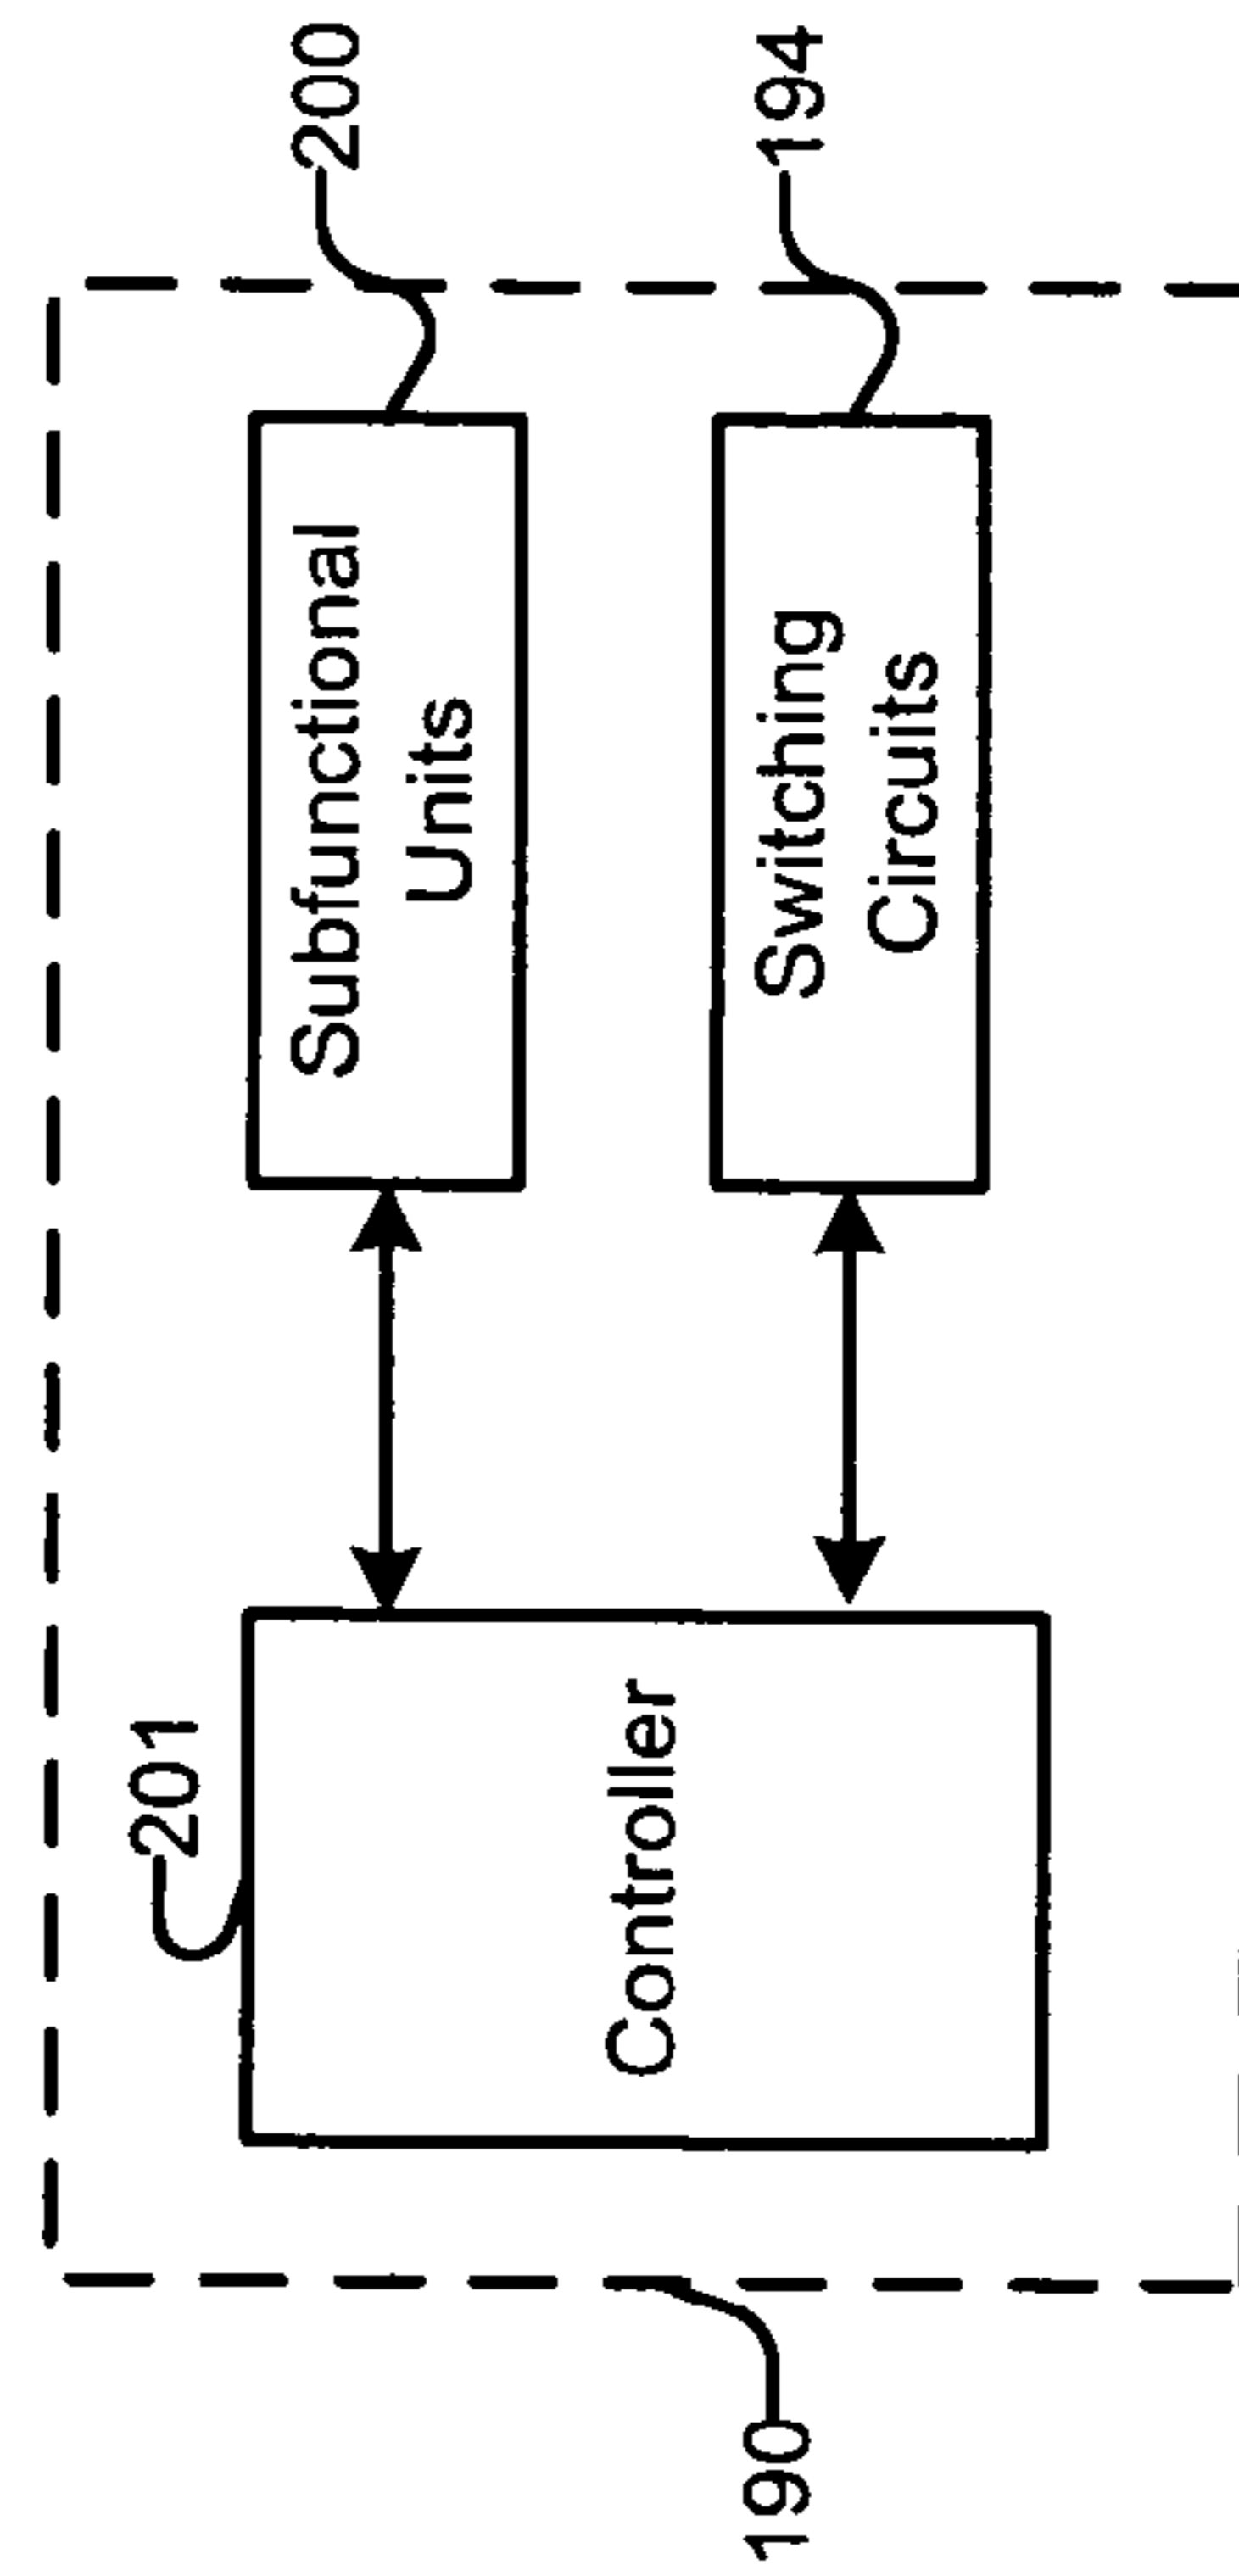 201
200
Subfunctional
Units
Controller
Switching
Circuits
194
190